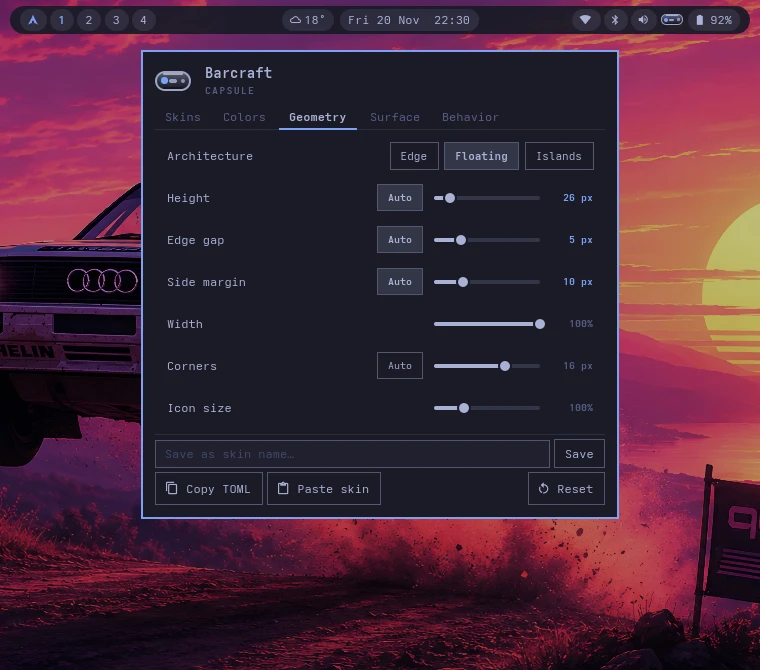 1 2 3 4 18° Fri 20 Nov 22:30 92%
Barcraft
CAPSULE
Skins Colors Geometry Surface Behavior
Architecture Edge Floating Islands
Height Auto 26 px
Edge gap Auto 5 px
Side margin Auto 10 px
Width 100%
Corners Auto 16 px
Icon size 100%
Save as skin name… Save
Copy TOML Paste skin Reset
HELIN